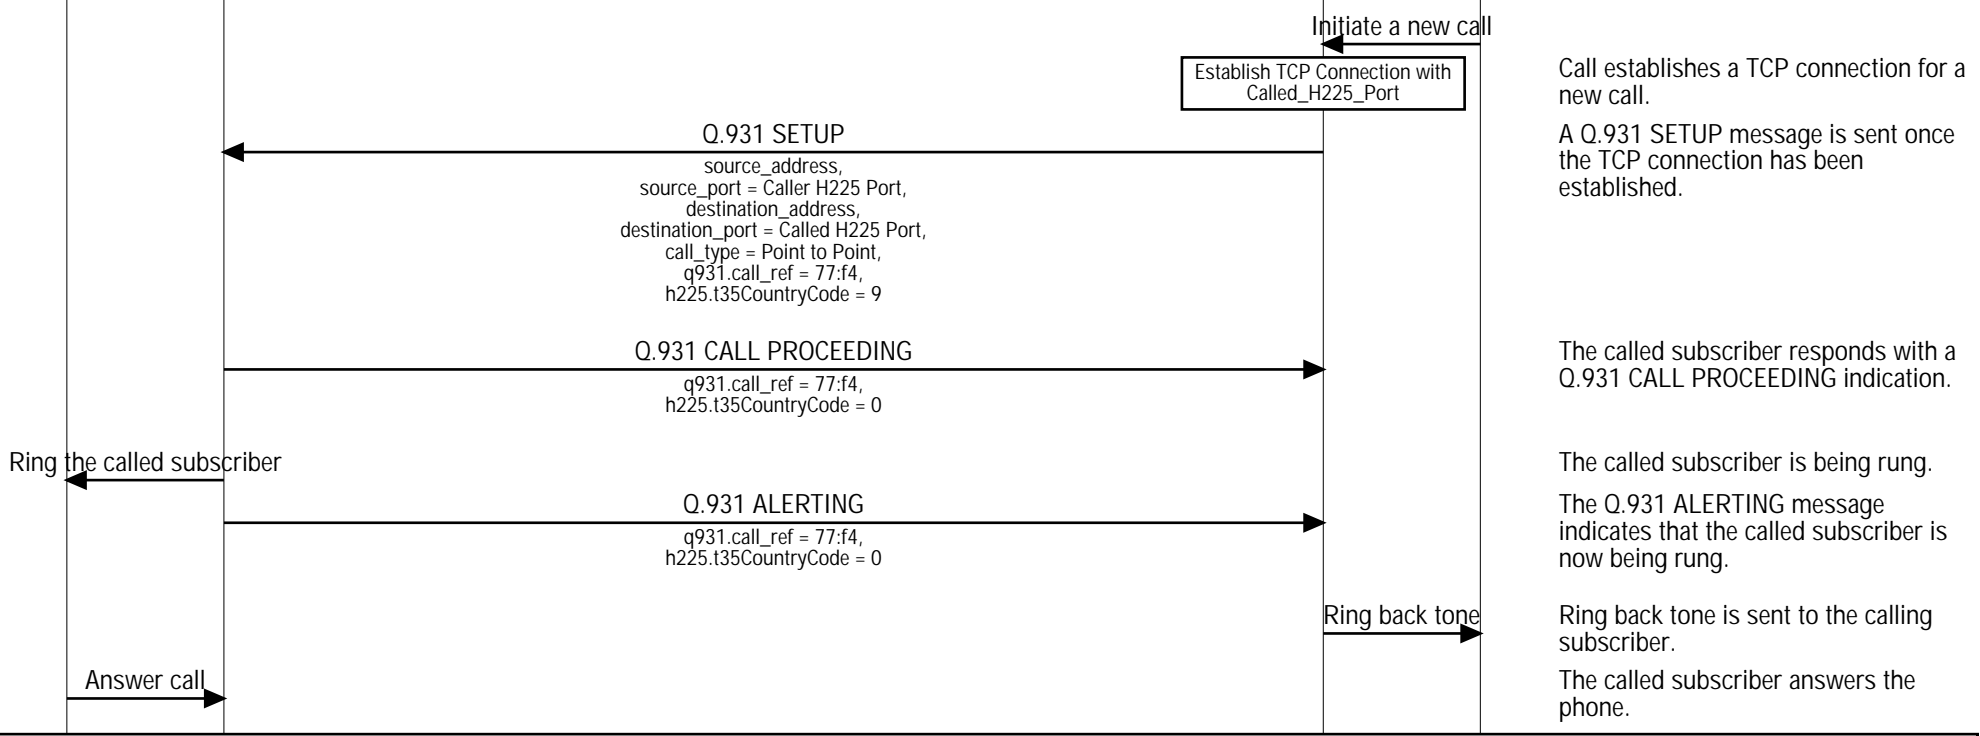 Initiate a new call
Establish TCP Connection with
Called_H225_Port
Call establishes a TCP connection for a
new call.
Q.931 SETUP
source_address,
source_port = Caller H225 Port,
destination_address,
destination_port = Called H225 Port,
call_type = Point to Point,
q931.call_ref = 77:f4,
h225.t35CountryCode = 9
A Q.931 SETUP message is sent once
the TCP connection has been
established.
Q.931 CALL PROCEEDING
q931.call_ref = 77:f4,
h225.t35CountryCode = 0
The called subscriber responds with a
Q.931 CALL PROCEEDING indication.
Ring the called subscriber
The called subscriber is being rung.
Q.931 ALERTING
q931.call_ref = 77:f4,
h225.t35CountryCode = 0
The Q.931 ALERTING message
indicates that the called subscriber is
now being rung.
Ring back tone
Ring back tone is sent to the calling
subscriber.
Answer call
The called subscriber answers the
phone.